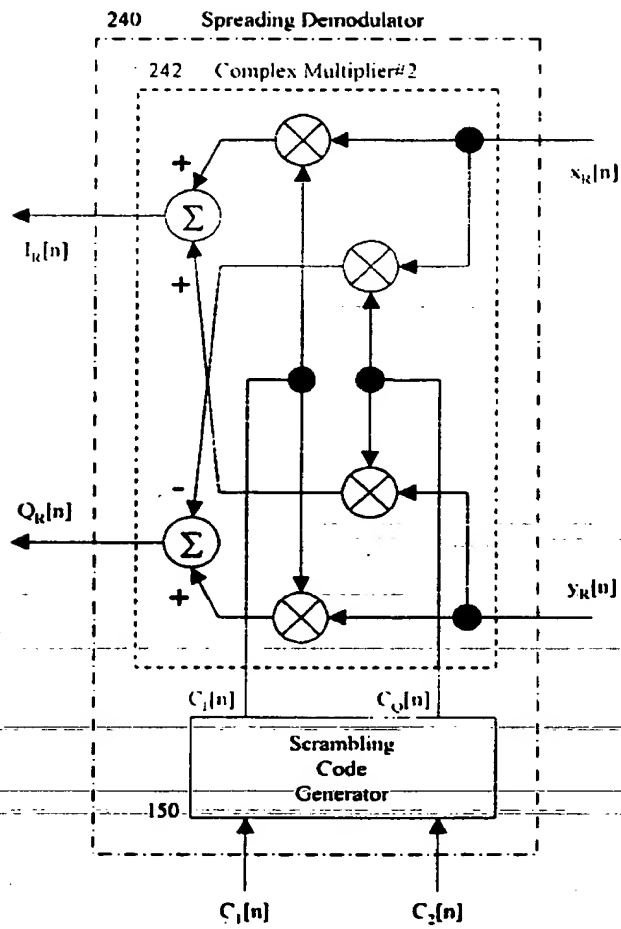 240 Spreading Demodulator
242 Complex Multiplier#2
+
x_R[n]
Σ
I_R[n]
+
-
Q_R[n]
Σ
+
y_R[n]
C_I[n] C_Q[n]
Scrambling
Code
Generator
150
C_1[n] C_2[n]